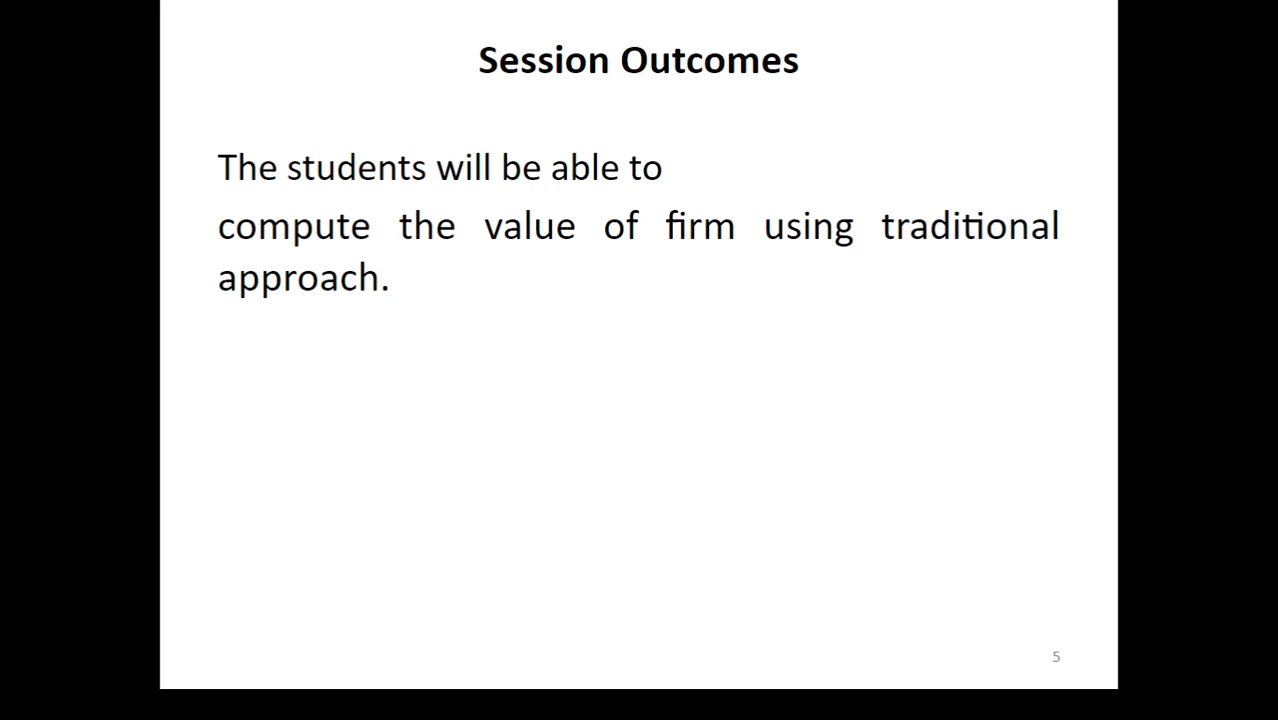 Session Outcomes
The students will be able to
compute the value of firm using traditional
approach.
5